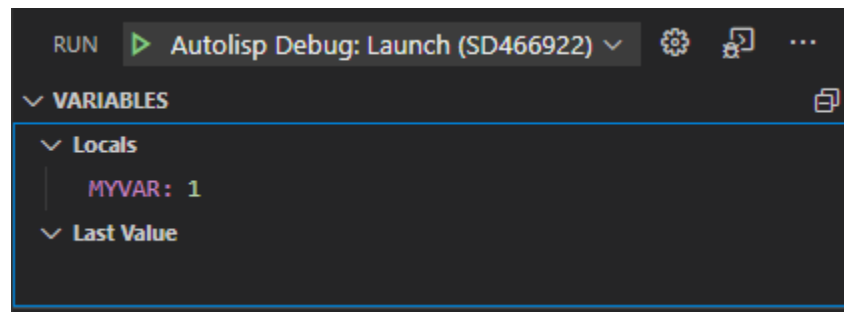 RUN Autolisp Debug: Launch (SD466922)
VARIABLES
Locals
MYVAR: 1
Last Value